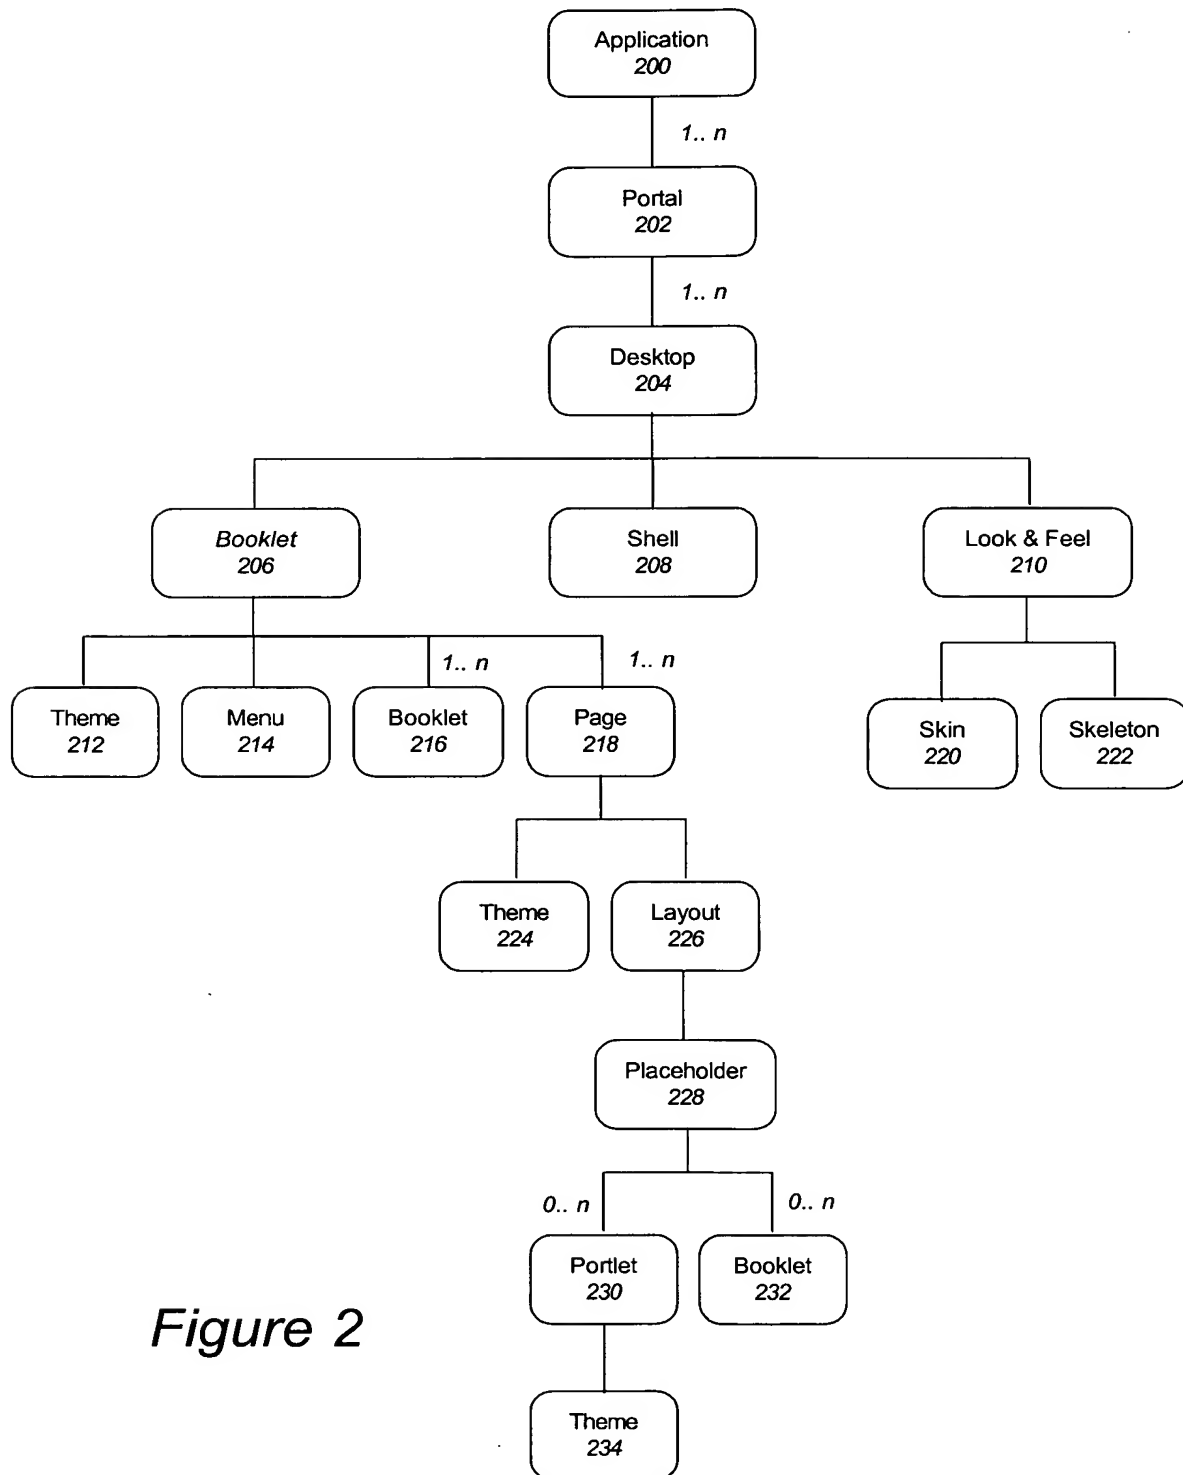 Application
200
1.. n
Portal
202
1.. n
Desktop
204
Booklet
206
Shell
208
Look & Feel
210
1.. n
1.. n
Theme
212
Menu
214
Booklet
216
Page
218
Skin
220
Skeleton
222
Theme
224
Layout
226
Placeholder
228
0.. n
0.. n
Portlet
230
Booklet
232
Figure 2
Theme
234